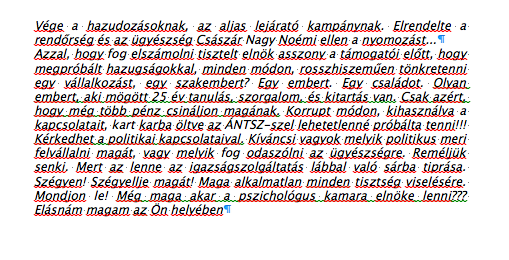 Vége a hazudozásoknak, az aljas lejárató kampánynak. Elrendelte a
rendőrség és az ügyészség Császár Nagy Noémi ellen a nyomozást...¶
Azzal, hogy fog elszámolni tisztelt elnök asszony a támogatói előtt, hogy
megpróbált hazugságokkal, minden módon, rosszhiszeműen tönkretenni
egy vállalkozást, egy szakembert? Egy embert. Egy családot. Olyan
embert, aki mögött 25 év tanulás, szorgalom, és kitartás van. Csak azért,
hogy még több pénz csináljon magának. Korrupt módon, kihasználva a
kapcsolatait, kart karba öltve az ÁNTSZ-szel lehetetlenné próbálta tenni!!!
Kérkedhet a politikai kapcsolataival. Kíváncsi vagyok melyik politikus meri
felvállalni magát, vagy melyik fog odaszólni az ügyészségre. Reméljük
senki. Mert az lenne az igazságszolgáltatás lábbal való sárba tiprása.
Szégyen! Szégyellje magát! Maga alkalmatlan minden tisztség viselésére.
Mondjon le! Még maga akar a pszichológus kamara elnöke lenni???
Elásnám magam az Ön helyében¶